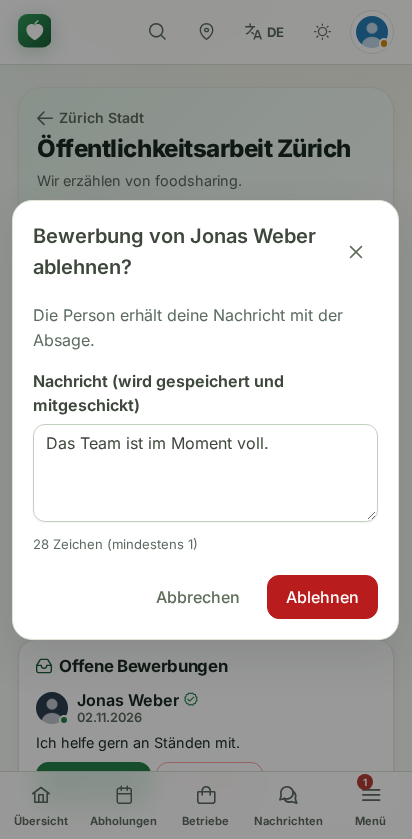 DE
Zürich Stadt
Öffentlichkeitsarbeit Zürich
Wir erzählen von foodsharing.
Bewerbung von Jonas Weber
ablehnen?
Die Person erhält deine Nachricht mit der
Absage.
Nachricht (wird gespeichert und
mitgeschickt)
Das Team ist im Moment voll.
28 Zeichen (mindestens 1)
Abbrechen
Ablehnen
Offene Bewerbungen
Jonas Weber
02.11.2026
Ich helfe gern an Ständen mit.
1
Übersicht
Abholungen
Betriebe
Nachrichten
Menü